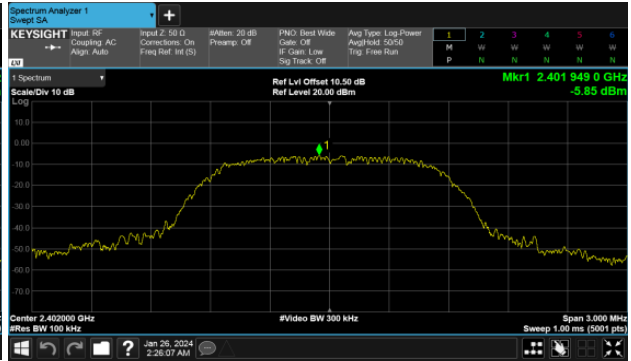 Spectrum Analyzer 1
Swept SA
+
KEYSIGHT
Input: RF
Coupling: AC
Align: Auto
Input Z: 50 Ω
Corrections: On
Freq Ref: Int (S)
#Atten: 20 dB
Preamp: Off
PNO: Best Wide
Gate: Off
IF Gain: Low
Sig Track: Off
Avg Type: Log-Power
Avg|Hold: 50/50
Trig: Free Run
1 2 3 4 5 6
M W W W W W
P N N N N N
LXI
1 Spectrum
Scale/Div 10 dB
Log
Ref Lvl Offset 10.50 dB
Ref Level 20.00 dBm
Mkr1 2.401 949 0 GHz
-5.85 dBm
10.0
0.00
-10.0
-20.0
-30.0
-40.0
-50.0
-60.0
-70.0
1
Center 2.402000 GHz
#Res BW 100 kHz
#Video BW 300 kHz
Span 3.000 MHz
Sweep 1.00 ms (5001 pts)
?
Jan 26, 2024
2:26:07 AM